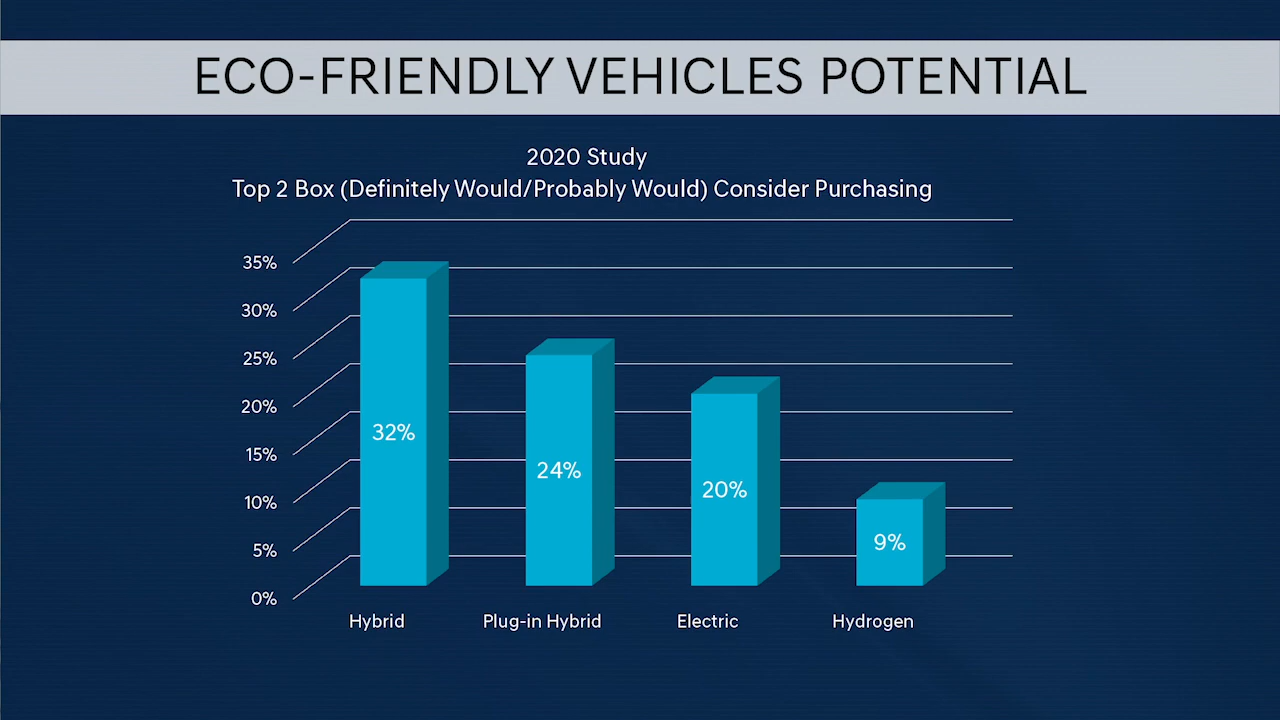 ECO-FRIENDLY VEHICLES POTENTIAL
2020 Study
Top 2 Box (Definitely Would/Probably Would) Consider Purchasing
35%
30%
25%
20%
15%
10%
5%
0%
32%
24%
20%
9%
Hybrid
Plug-in Hybrid
Electric
Hydrogen